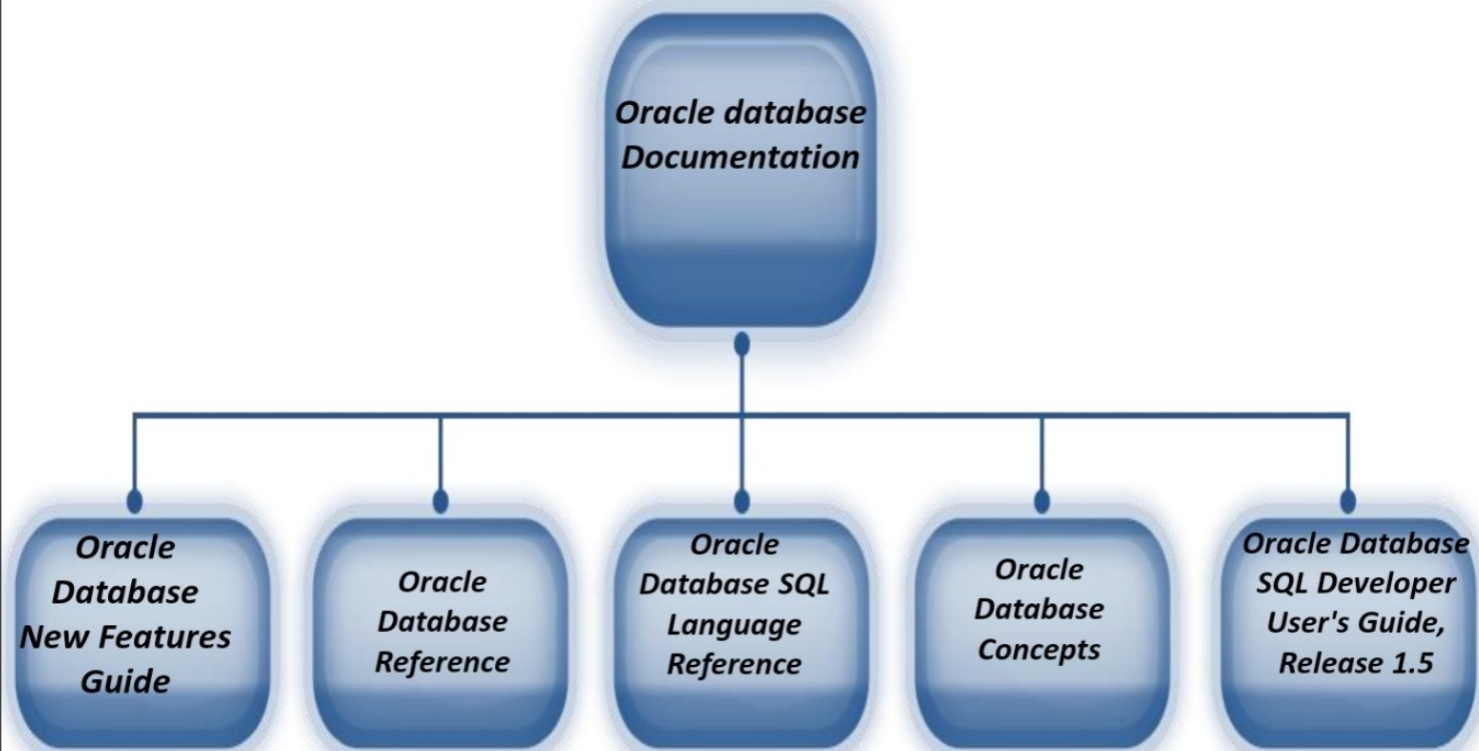 Oracle database
Documentation
Oracle
Database
New Features
Guide
Oracle
Database
Reference
Oracle
Database SQL
Language
Reference
Oracle
Database
Concepts
Oracle Database
SQL Developer
User's Guide,
Release 1.5